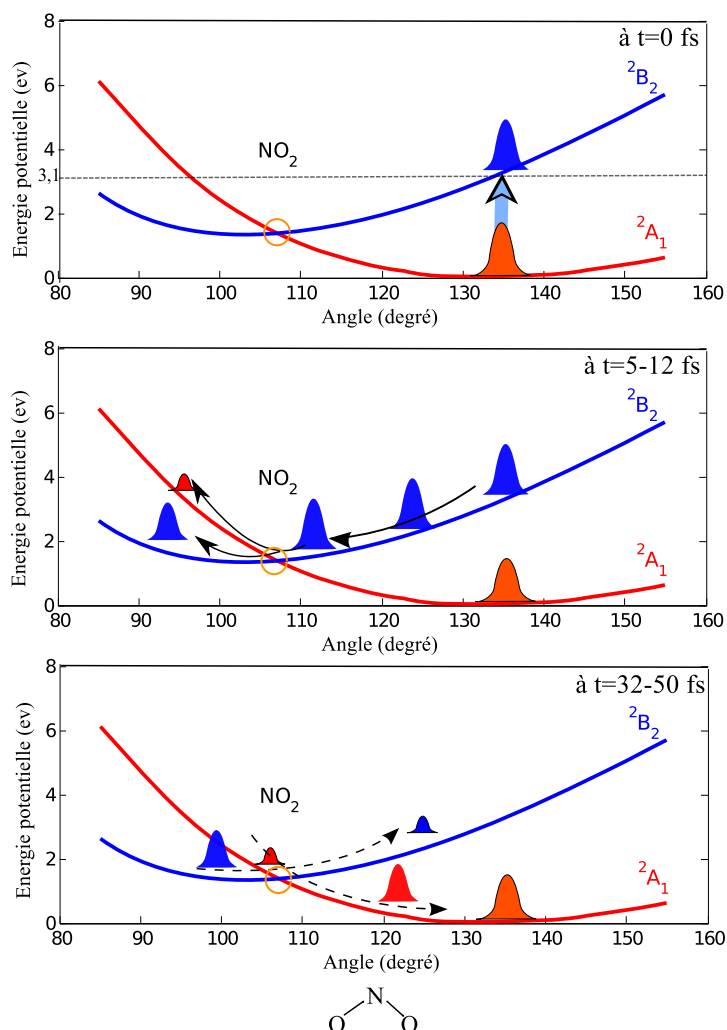 à t=0 fs
²B₂
NO₂
²A₁
Energie potentielle (ev)
8
6
4
3,1
2
0
80 90 100 110 120 130 140 150 160
Angle (degré)
à t=5-12 fs
²B₂
NO₂
²A₁
Energie potentielle (ev)
8
6
4
2
0
80 90 100 110 120 130 140 150 160
Angle (degré)
à t=32-50 fs
²B₂
NO₂
²A₁
Energie potentielle (ev)
8
6
4
2
0
80 90 100 110 120 130 140 150 160
Angle (degré)
N
O O